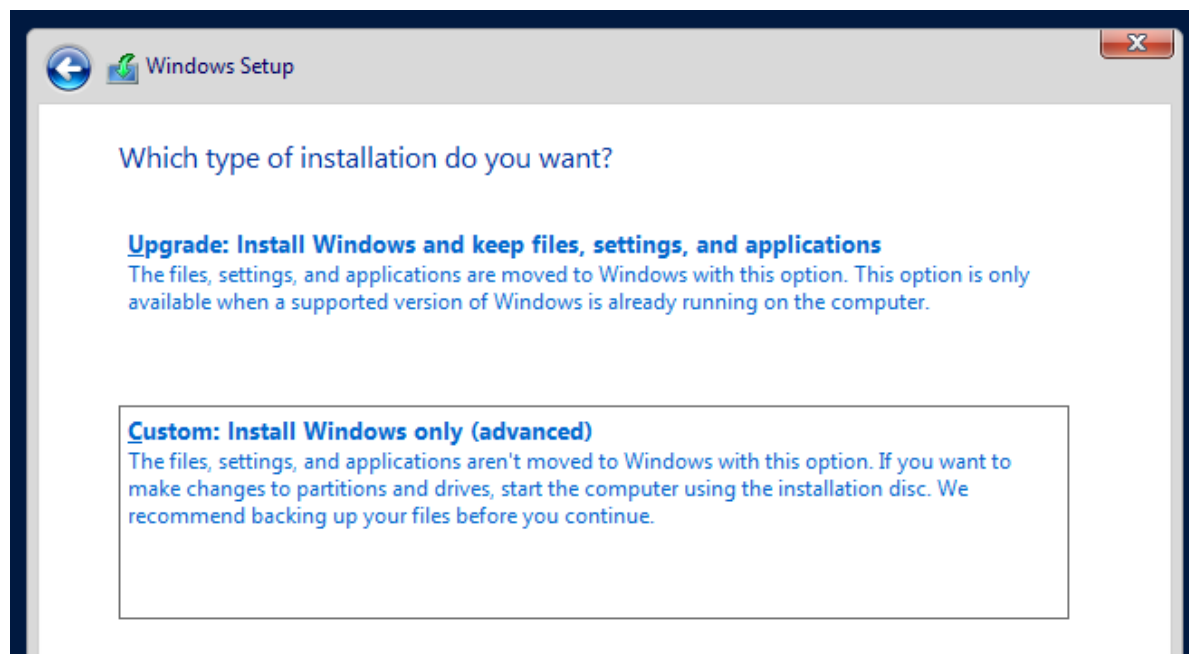 Windows Setup
Which type of installation do you want?
Upgrade: Install Windows and keep files, settings, and applications
The files, settings, and applications are moved to Windows with this option. This option is only
available when a supported version of Windows is already running on the computer.
Custom: Install Windows only (advanced)
The files, settings, and applications aren't moved to Windows with this option. If you want to
make changes to partitions and drives, start the computer using the installation disc. We
recommend backing up your files before you continue.